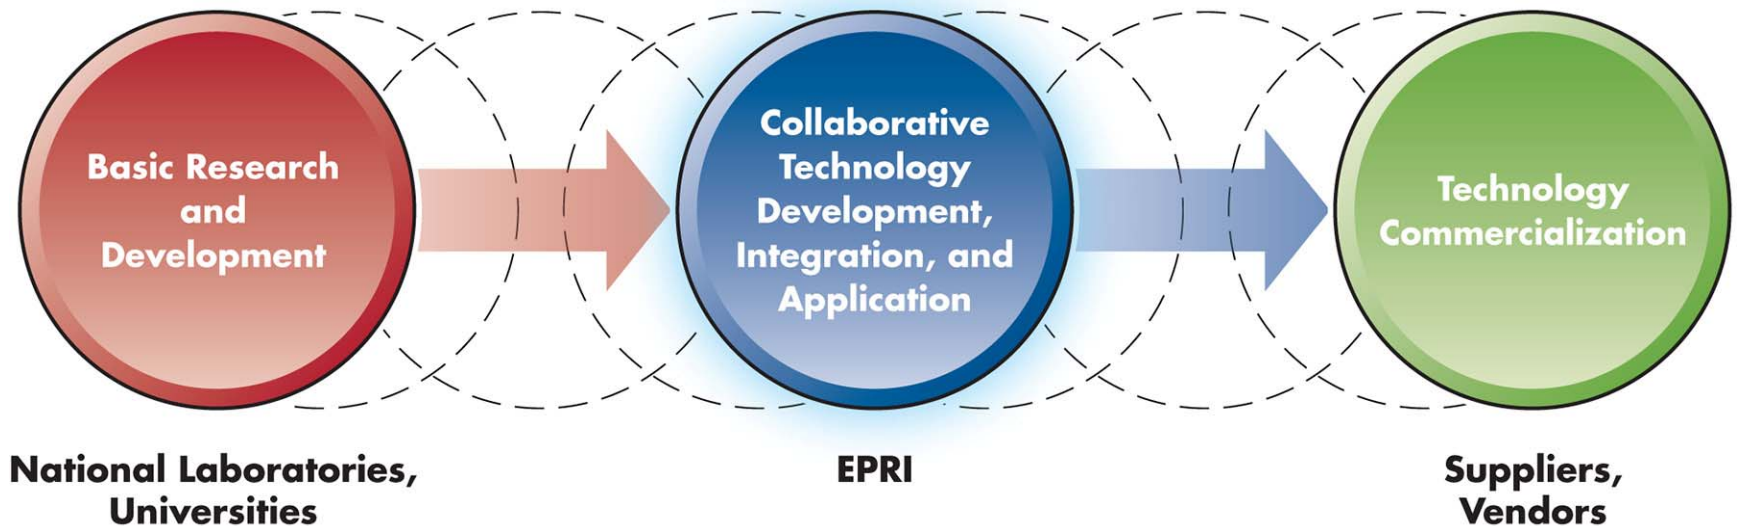 Basic Research
and
Development
Collaborative
Technology
Development,
Integration, and
Application
Technology
Commercialization
National Laboratories,
Universities
EPRI
Suppliers,
Vendors